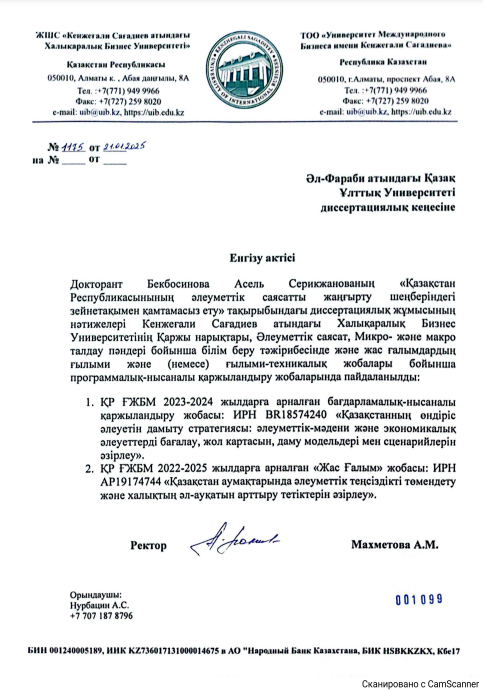 ЖШС «Кенжегали Сагадиев атындағы
Халықаралық Бизнес Университеті»
Қазақстан Республикасы
050010, Алматы к. , Абая даңғылы, 8А
Тел. :+7(771) 949 9966
Факс: +7(727) 259 8020
e-mail: uib@uib.kz, https://uib.edu.kz
ТОО «Университет Международного
Бизнеса имени Кенжегали Сагадиева»
Республика Казахстан
050010, г.Алматы, проспект Абая, 8А
Тел. :+7(771) 949 9966
Факс: +7(727) 259 8020
e-mail: uib@uib.kz, https://uib.edu.kz
№ 1175 от 21.01.2025
на № ____ от ____
Әл-Фараби атындағы Қазақ
Ұлттық Университеті
диссертациялық кеңесіне
Енгізу актісі
Докторант Бекбосинова Асель Серикжанованың «Қазақстан
Республикасынының әлеуметтік саясатты жаңғырту шеңберіндегі
зейнетақымен қамтамасыз ету» тақырыбындағы диссертациялық жұмысының
нәтижелері Кенжегали Сагадиев атындағы Халықаралық Бизнес
Университетінің Қаржы нарықтары, Әлеуметтік саясат, Микро- және макро
талдау пәндері бойынша білім беру тәжірибесінде және жас ғалымдардың
ғылыми және (немесе) ғылыми-техникалық жобалары бойынша
программалық-нысаналы қаржыландыру жобаларында пайдаланылды:
1. ҚР ҒЖБМ 2023-2024 жылдарға арналған бағдарламалық-нысаналы
қаржыландыру жобасы: ИРН BR18574240 «Қазақстанның өндіріс
әлеуетін дамыту стратегиясы: әлеуметтік-мәдени және экономикалық
әлеуеттерді бағалау, жол картасын, даму модельдері мен сценарийлерін
әзірлеу».
2. ҚР ҒЖБМ 2022-2025 жылдарға арналған «Жас Ғалым» жобасы: ИРН
AP19174744 «Қазақстан аумақтарында әлеуметтік теңсіздікті төмендету
және халықтың әл-ауқатын арттыру тетіктерін әзірлеу».
Ректор Махметова А.М.
Орындаушы:
Нурбацин А.С.
+7 707 187 8796
001099
БИН 001240005189, ИИК KZ736017131000014675 в АО "Народный Банк Казахстана, БИК HSBKKZKX, Кбе17
Сканировано с CamScanner